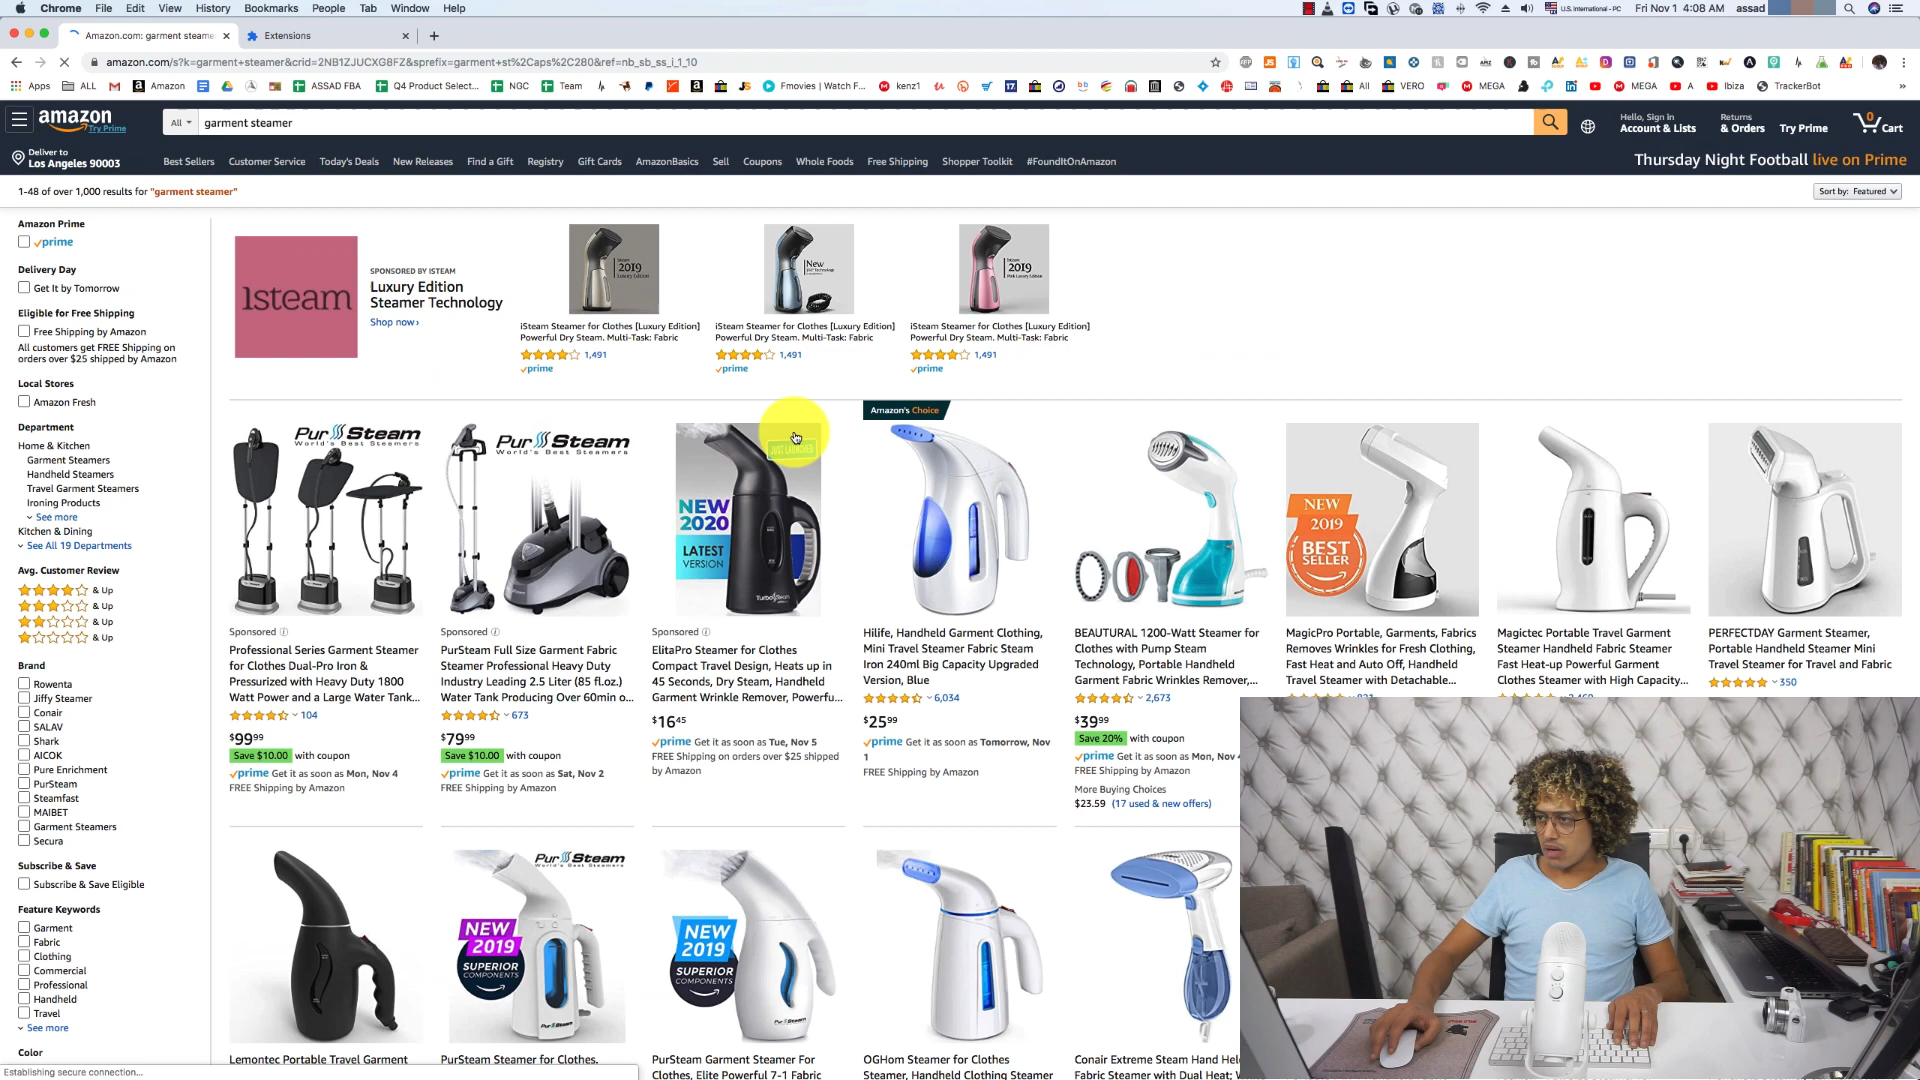 Chrome File Edit View History Bookmarks People Tab Window Help
U.S. International - PC Fri Nov 1 4:08 AM assad
Amazon.com: garment steame
Extensions
amazon.com/s?k=garment+steamer&crid=2NB1ZJUCXG8FZ&sprefix=garment+st%2Caps%2C280&ref=nb_sb_ss_i_1_10
Apps ALL Amazon ASSAD FBA Q4 Product Select... NGC Team Fmovies | Watch F... kenz1 All VERO MEGA MEGA A Ibiza TrackerBot
amazon
Try Prime
All garment steamer
Hello, Sign in
Account & Lists
Returns
& Orders
Try Prime
0
Cart
Deliver to
Los Angeles 90003
Best Sellers Customer Service Today's Deals New Releases Find a Gift Registry Gift Cards AmazonBasics Sell Coupons Whole Foods Free Shipping Shopper Toolkit #FoundItOnAmazon
Thursday Night Football live on Prime
1-48 of over 1,000 results for "garment steamer"
Sort by: Featured
Amazon Prime
prime
Delivery Day
Get It by Tomorrow
Eligible for Free Shipping
Free Shipping by Amazon
All customers get FREE Shipping on
orders over $25 shipped by Amazon
Local Stores
Amazon Fresh
Department
Home & Kitchen
Garment Steamers
Handheld Steamers
Travel Garment Steamers
Ironing Products
See more
Kitchen & Dining
See All 19 Departments
Avg. Customer Review
& Up
& Up
& Up
& Up
Brand
Rowenta
Jiffy Steamer
Conair
SALAV
Shark
AICOK
Pure Enrichment
PurSteam
Steamfast
MAIBET
Garment Steamers
Secura
Subscribe & Save
Subscribe & Save Eligible
Feature Keywords
Garment
Fabric
Clothing
Commercial
Professional
Handheld
Travel
See more
Color
Establishing secure connection...
1steam
SPONSORED BY ISTEAM
Luxury Edition
Steamer Technology
Shop now›
2019
iSteam Steamer for Clothes [Luxury Edition]
Powerful Dry Steam. Multi-Task: Fabric
1,491
prime
New
iSteam Steamer for Clothes [Luxury Edition]
Powerful Dry Steam. Multi-Task: Fabric
1,491
prime
2019
iSteam Steamer for Clothes [Luxury Edition]
Powerful Dry Steam. Multi-Task: Fabric
1,491
prime
PurSteam
World's Best Steamers
Sponsored
Professional Series Garment Steamer
for Clothes Dual-Pro Iron &
Pressurized with Heavy Duty 1800
Watt Power and a Large Water Tank...
104
$99 99
Save $10.00 with coupon
prime Get it as soon as Mon, Nov 4
FREE Shipping by Amazon
PurSteam
World's Best Steamers
Sponsored
PurSteam Full Size Garment Fabric
Steamer Professional Heavy Duty
Industry Leading 2.5 Liter (85 fl.oz.)
Water Tank Producing Over 60min o...
673
$79 99
Save $10.00 with coupon
prime Get it as soon as Sat, Nov 2
FREE Shipping by Amazon
JUST LAUNCHED
NEW
2020
LATEST
VERSION
Sponsored
ElitaPro Steamer for Clothes
Compact Travel Design, Heats up in
45 Seconds, Dry Steam, Handheld
Garment Wrinkle Remover, Powerfu...
$16 45
prime Get it as soon as Tue, Nov 5
FREE Shipping on orders over $25 shipped
by Amazon
Amazon's Choice
Hilife, Handheld Garment Clothing,
Mini Travel Steamer Fabric Steam
Iron 240ml Big Capacity Upgraded
Version, Blue
6,034
$25 99
prime Get it as soon as Tomorrow, Nov
1
FREE Shipping by Amazon
BEAUTURAL 1200-Watt Steamer for
Clothes with Pump Steam
Technology, Portable Handheld
Garment Fabric Wrinkles Remover,...
2,673
$39 99
Save 20% with coupon
prime Get it as soon as Mon, Nov
FREE Shipping by Amazon
More Buying Choices
$23.59 (17 used & new offers)
NEW
2019
BEST
SELLER
MagicPro Portable, Garments, Fabrics
Removes Wrinkles for Fresh Clothing,
Fast Heat and Auto Off, Handheld
Travel Steamer with Detachable...
Magictec Portable Travel Garment
Steamer Handheld Fabric Steamer
Fast Heat-up Powerful Garment
Clothes Steamer with High Capacity...
PERFECTDAY Garment Steamer,
Portable Handheld Steamer Mini
Travel Steamer for Travel and Fabric
350
Lemontec Portable Travel Garment
PurSteam
World's Best Steamers
NEW
2019
SUPERIOR
COMPONENTS
PurSteam
PurSteam Steamer for Clothes.
NEW
2019
SUPERIOR
COMPONENTS
PurSteam
PurSteam Garment Steamer For
Clothes, Elite Powerful 7-1 Fabric
OGHom Steamer for Clothes
Steamer, Handheld Clothing Steamer
Conair Extreme Steam Hand Hel
Fabric Steamer with Dual Heat;